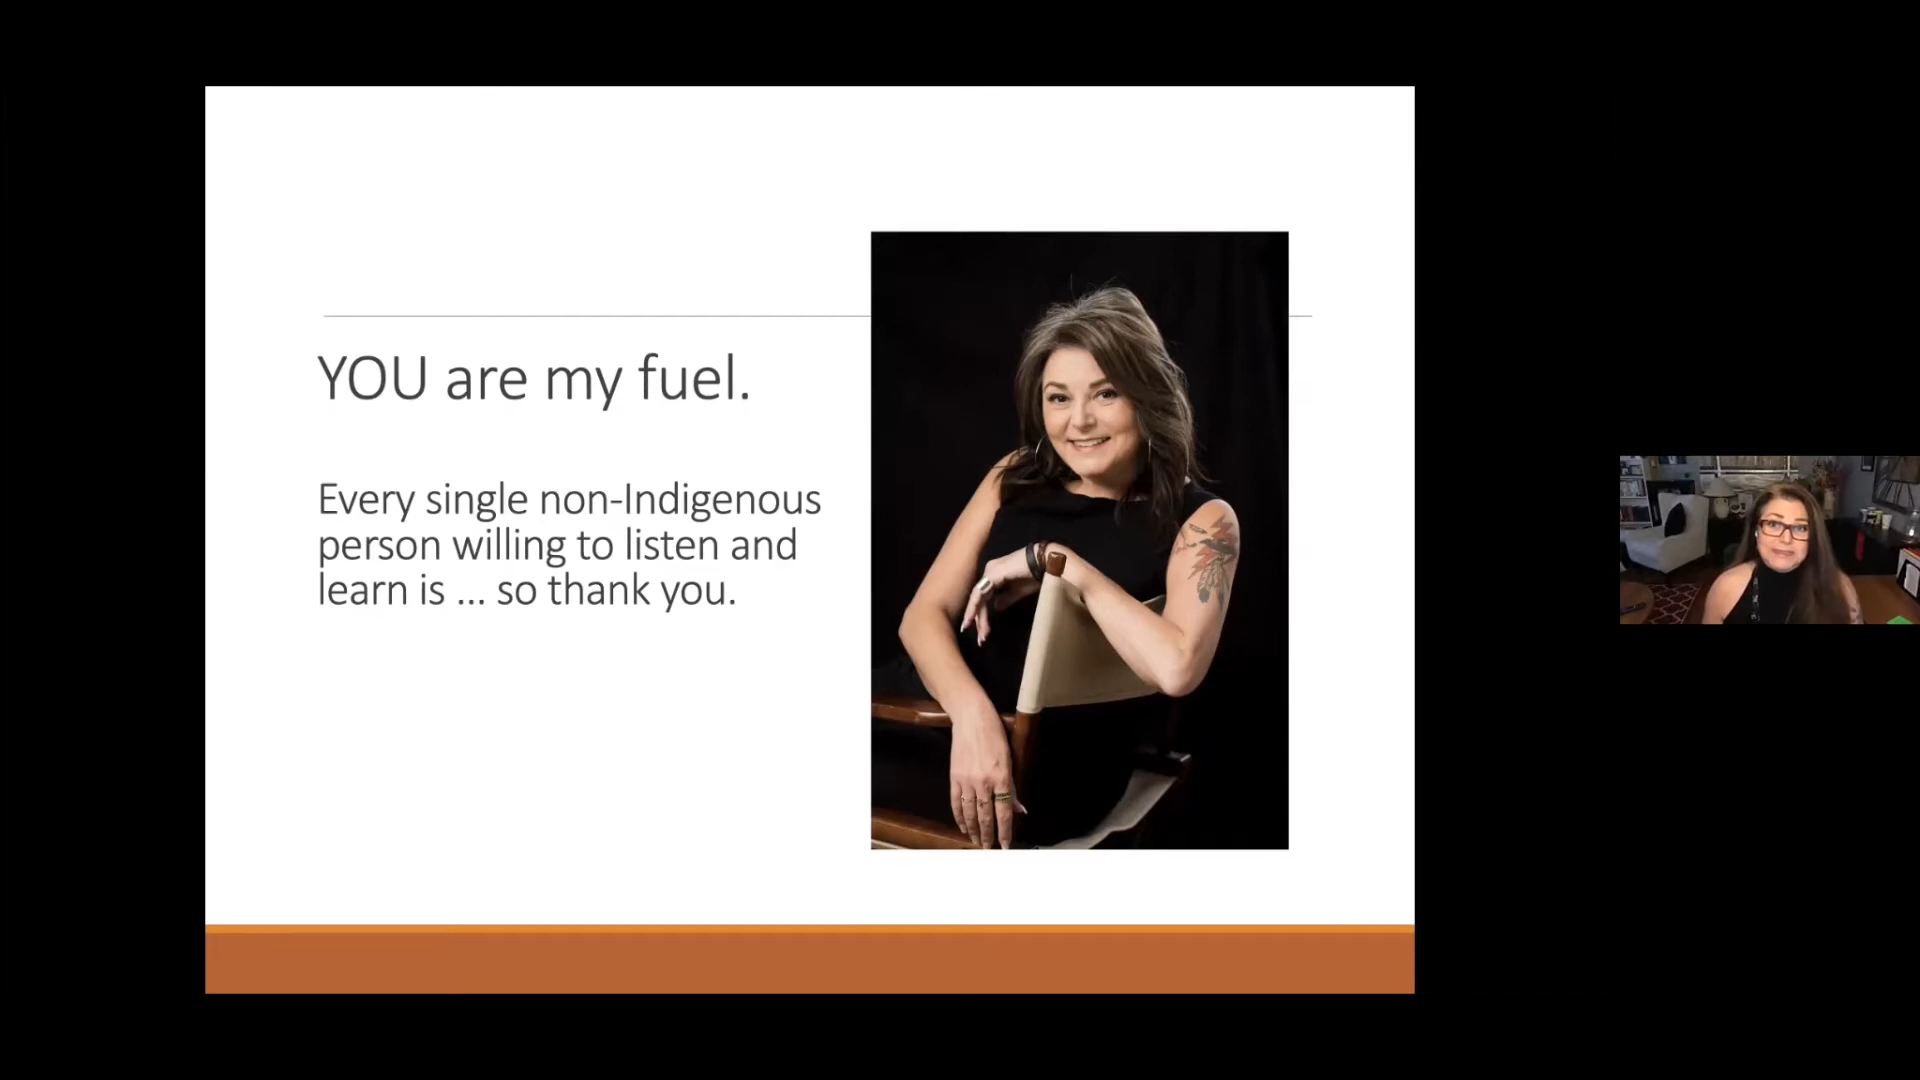 YOU are my fuel.
Every single non-Indigenous
person willing to listen and
learn is ... so thank you.